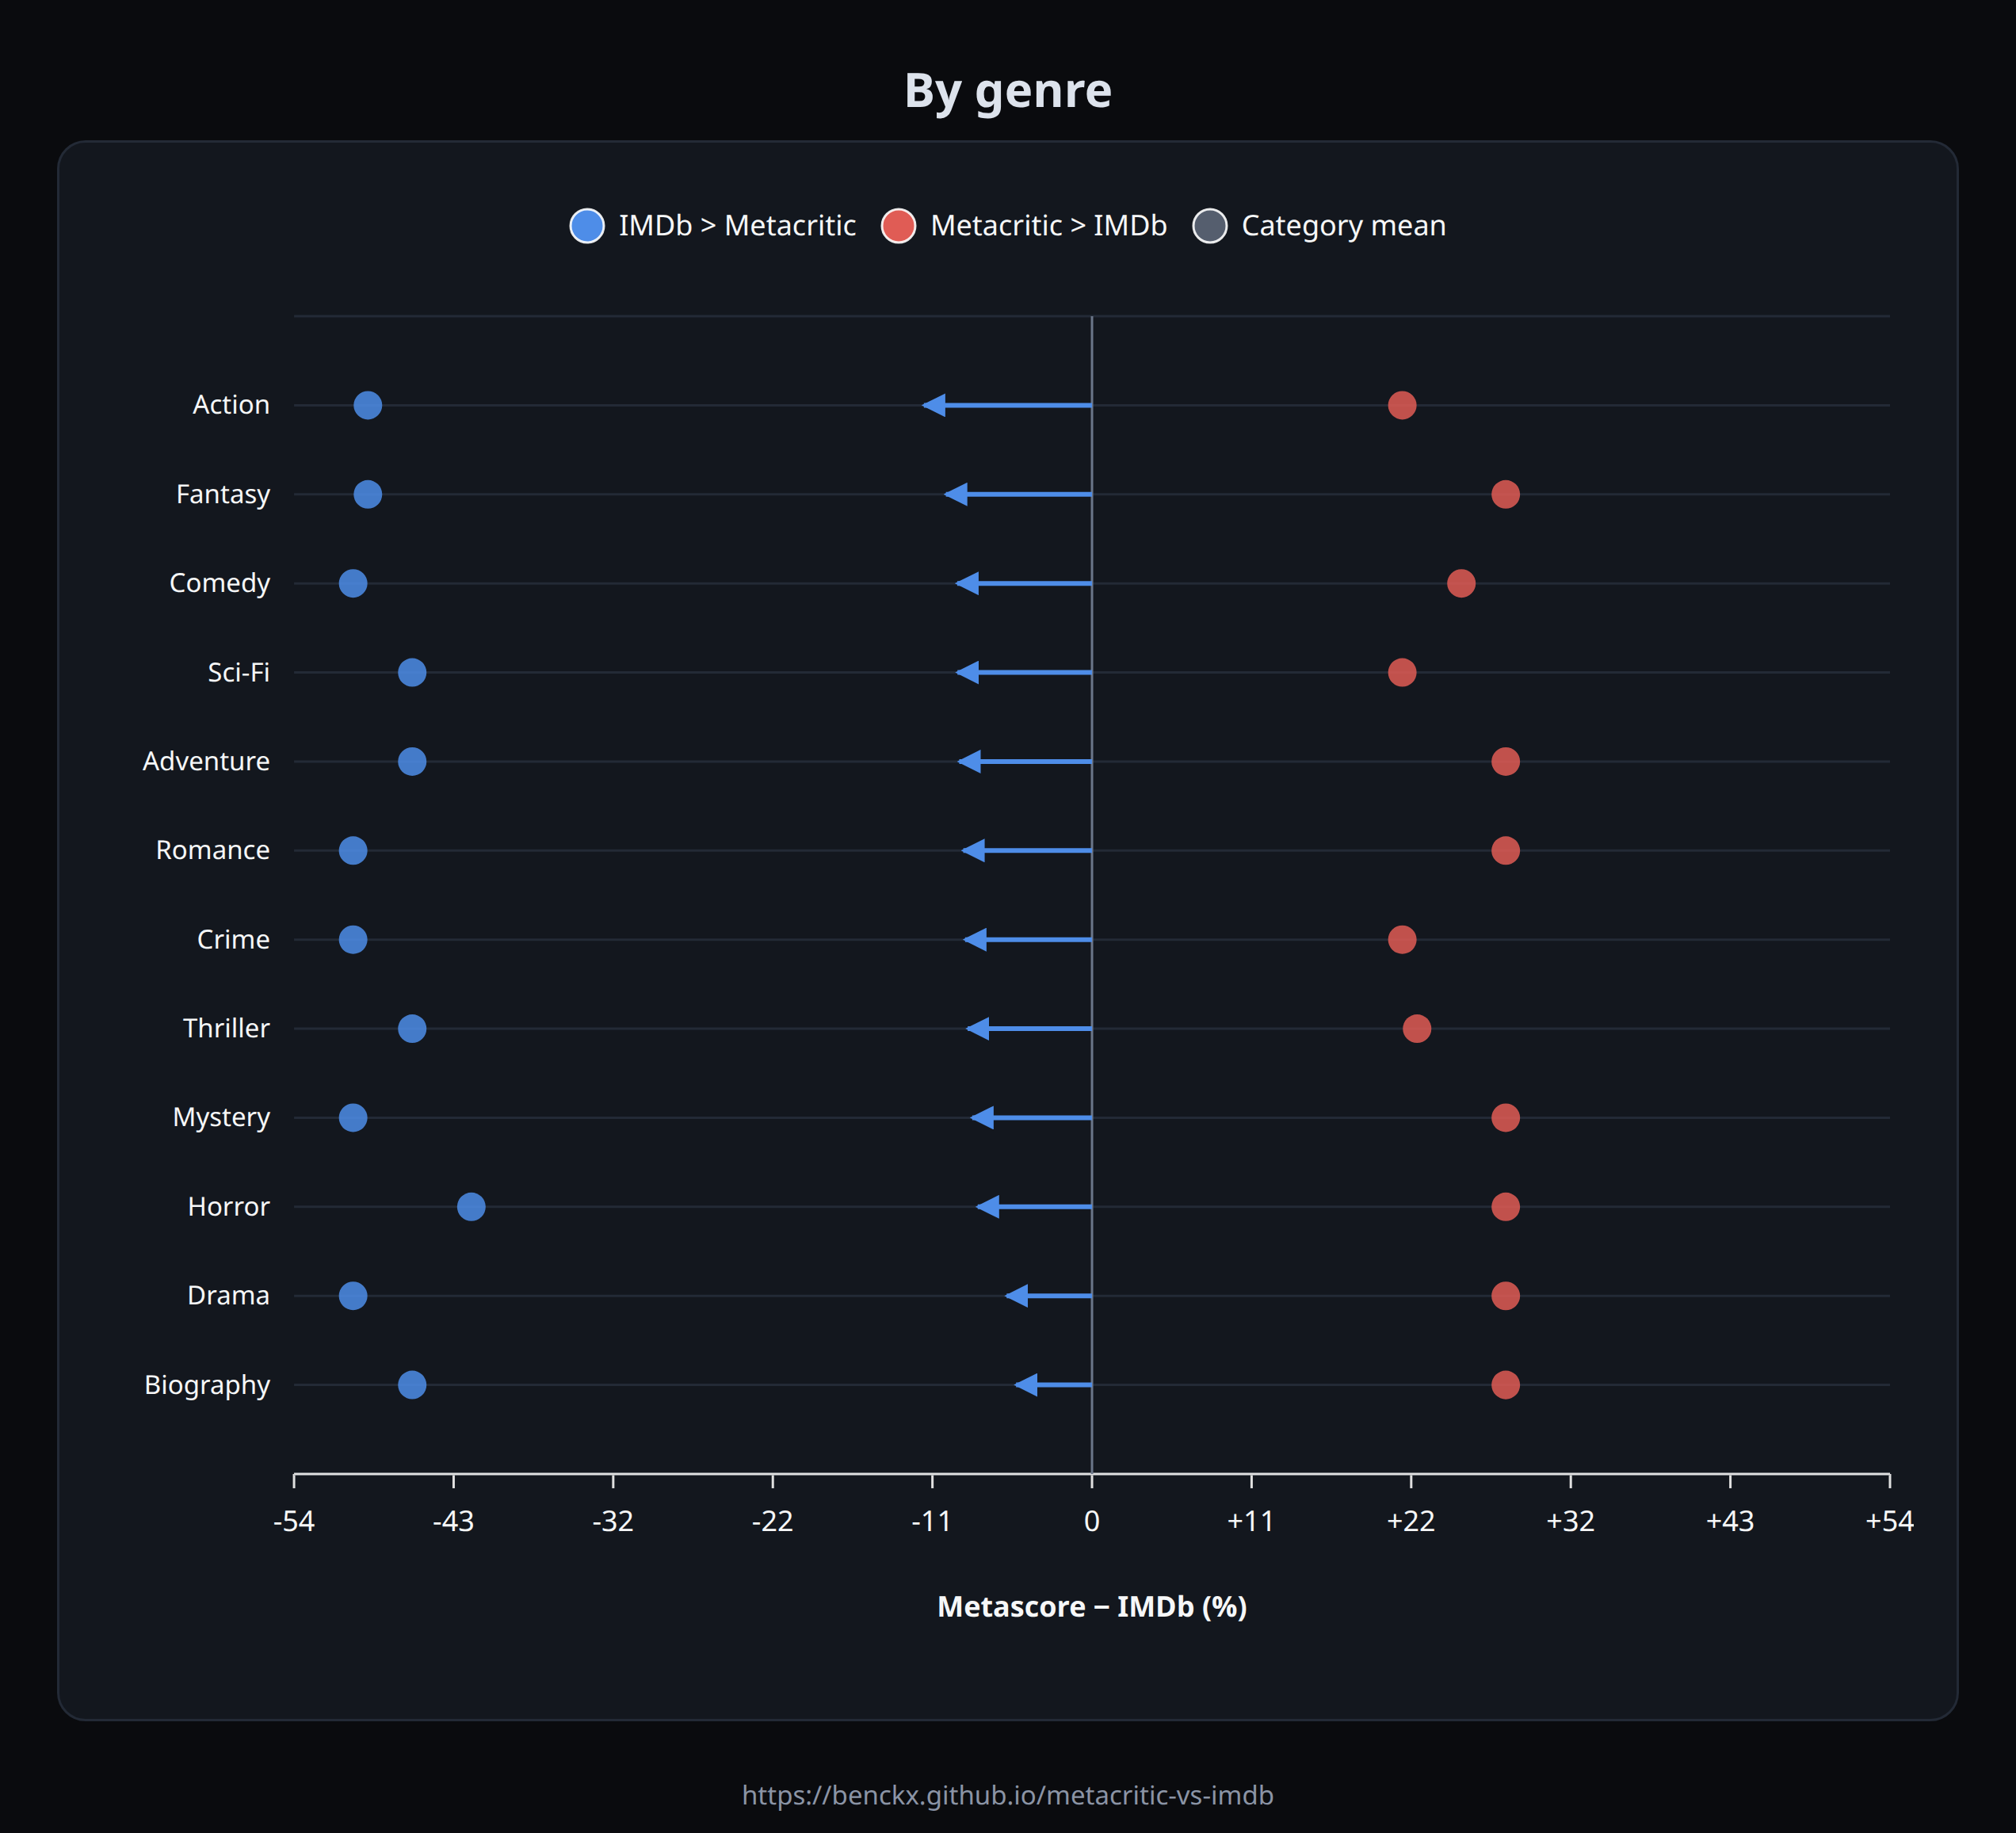 By genre
IMDb > Metacritic Metacritic > IMDb Category mean
Action
Fantasy
Comedy
Sci-Fi
Adventure
Romance
Crime
Thriller
Mystery
Horror
Drama
Biography
-54 -43 -32 -22 -11 0 +11 +22 +32 +43 +54
Metascore − IMDb (%)
https://benckx.github.io/metacritic-vs-imdb